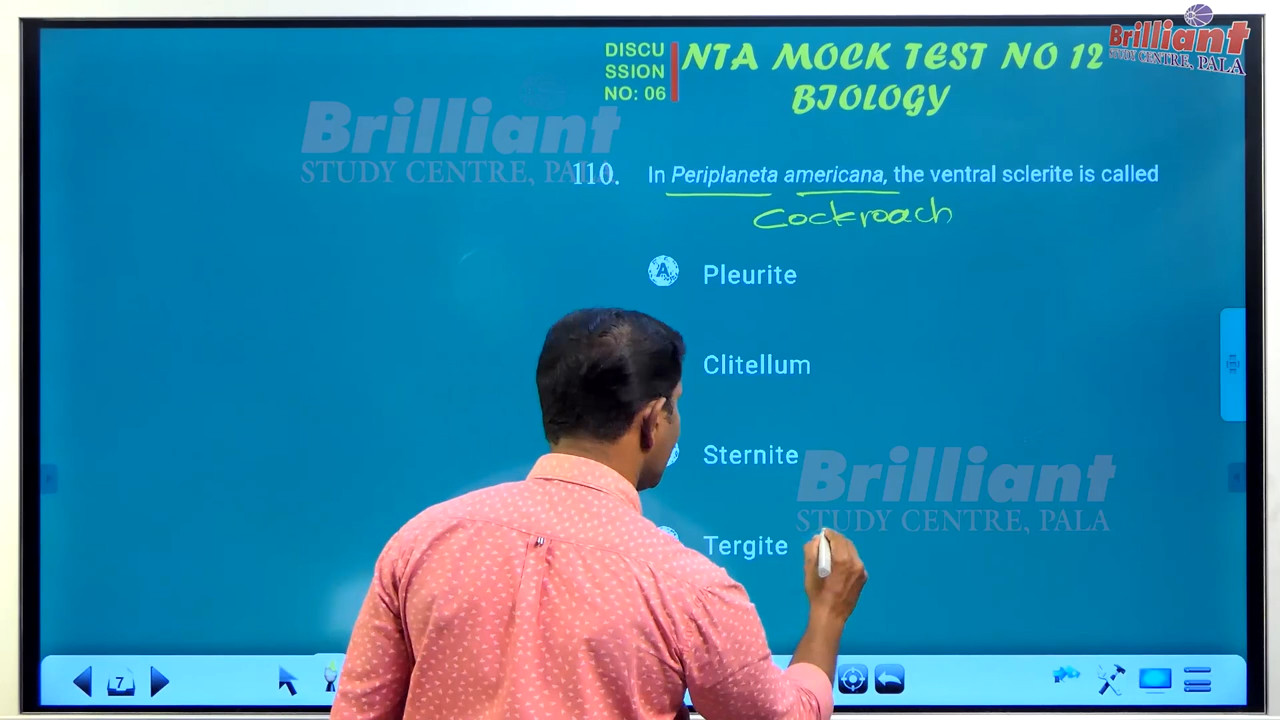 Brilliant
STUDY CENTRE, PALA
DISCU
SSION
NO: 06
NTA MOCK TEST NO 12
BIOLOGY
Brilliant
STUDY CENTRE, PALA
110. In Periplaneta americana, the ventral sclerite is called
Cockroach
A Pleurite
Clitellum
Sternite
Brilliant
STUDY CENTRE, PALA
Tergite
7